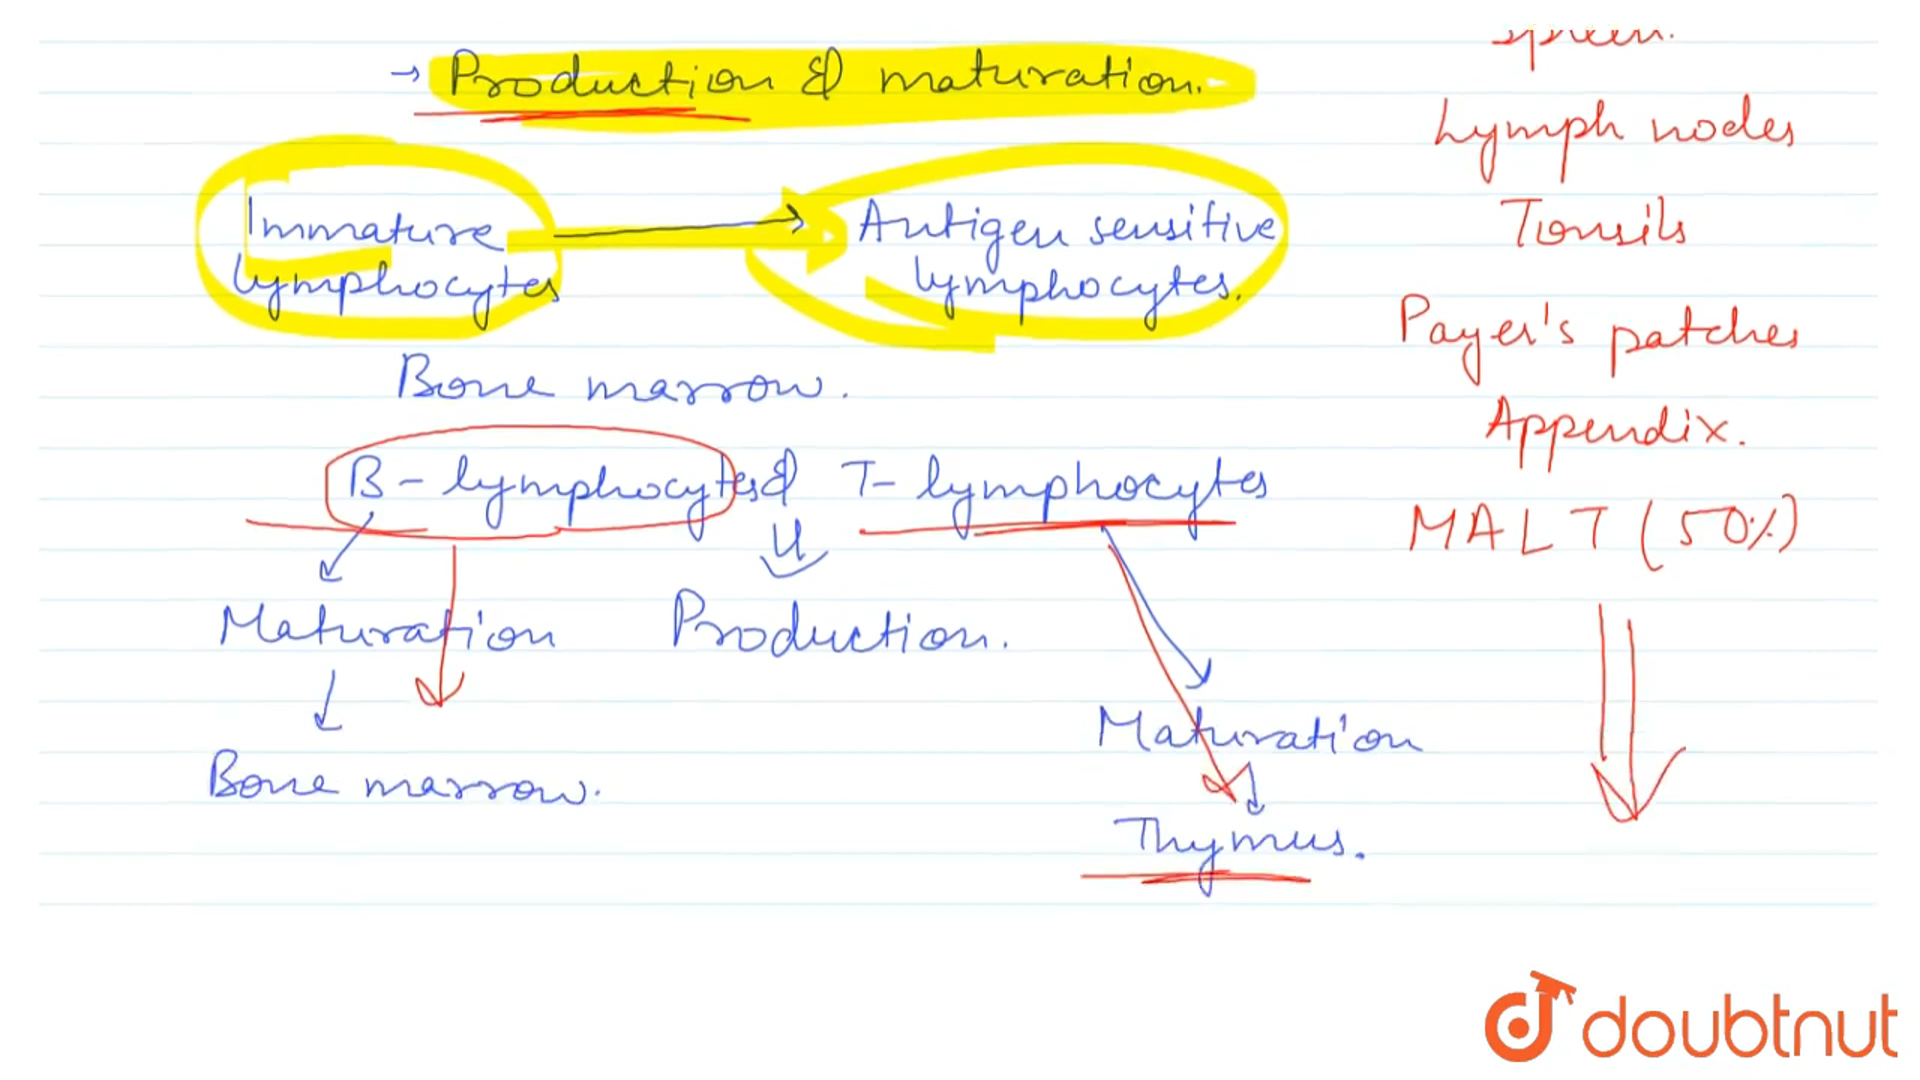 → Production & maturation.
Immature lymphocytes
Antigen sensitive lymphocytes.
Bone marrow.
B- lymphocytes & T- lymphocytes
Maturation
Production.
Bone marrow.
Maturation
Thymus.
spleen.
Lymph nodes
Tonsils
Payer's patches
Appendix.
MALT (50%)
doubtnut